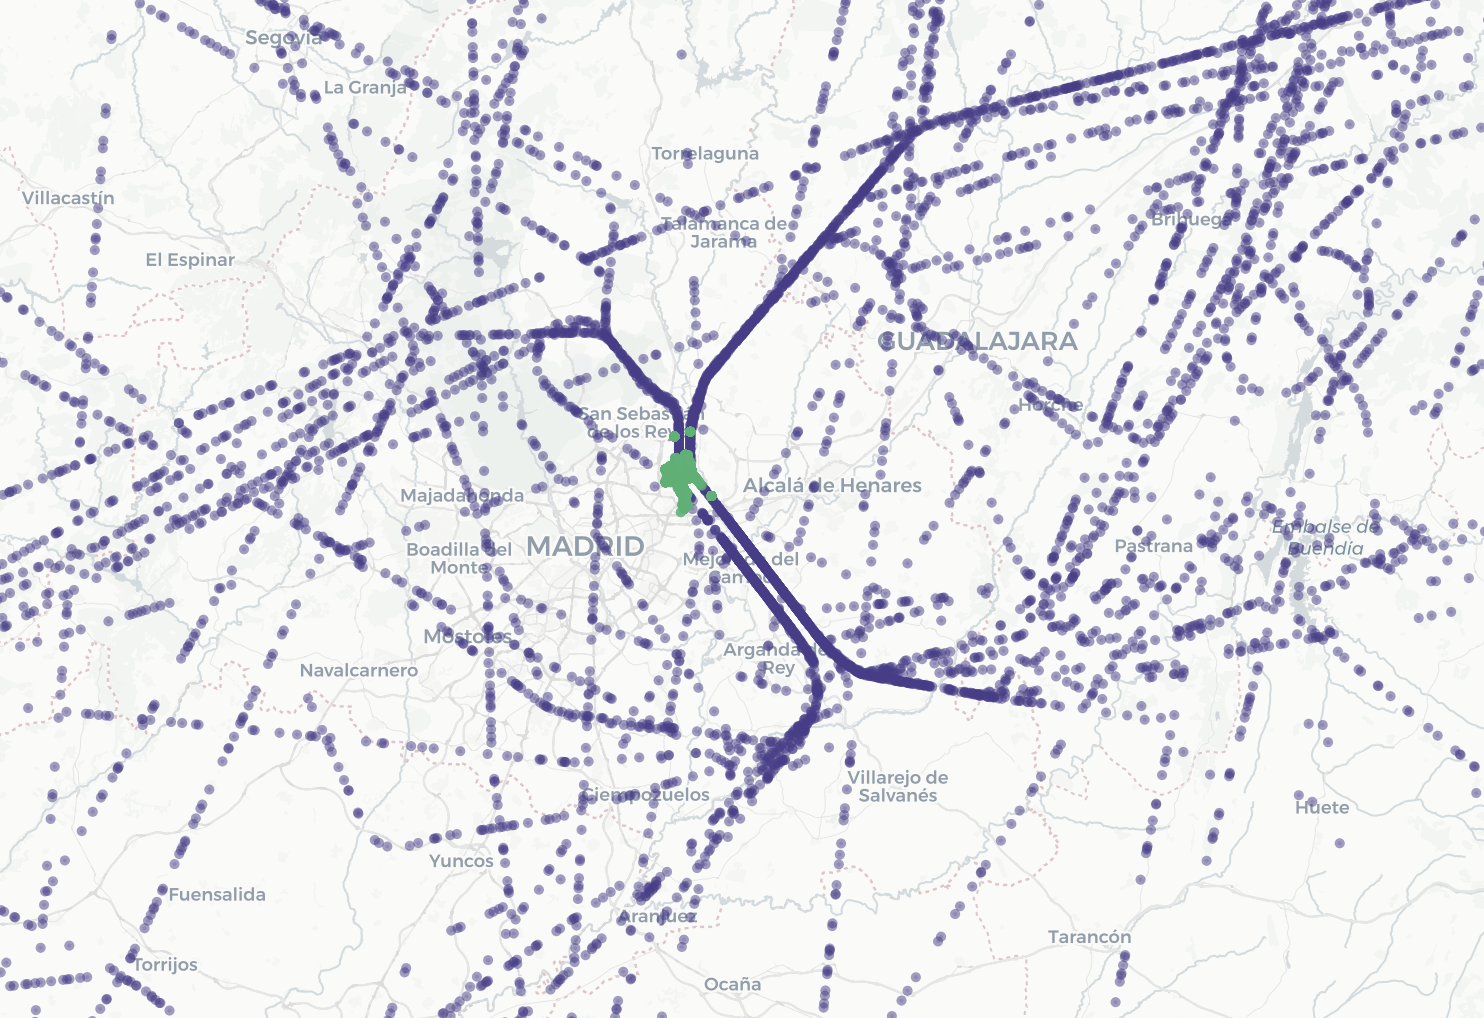 Segovia
La Granja
Torrelaguna
Villacastín
Talamanca de
Jarama
Brihuega
El Espinar
GUADALAJARA
Horche
San Sebastián
de los Reyes
Majadahonda
Alcalá de Henares
Embalse de
Buendía
Boadilla del
Monte
MADRID
Mejorada del
Campo
Pastrana
Móstoles
Arganda del
Rey
Navalcarnero
Villarejo de
Salvanés
Ciempozuelos
Huete
Yuncos
Fuensalida
Aranjuez
Tarancón
Torrijos
Ocaña